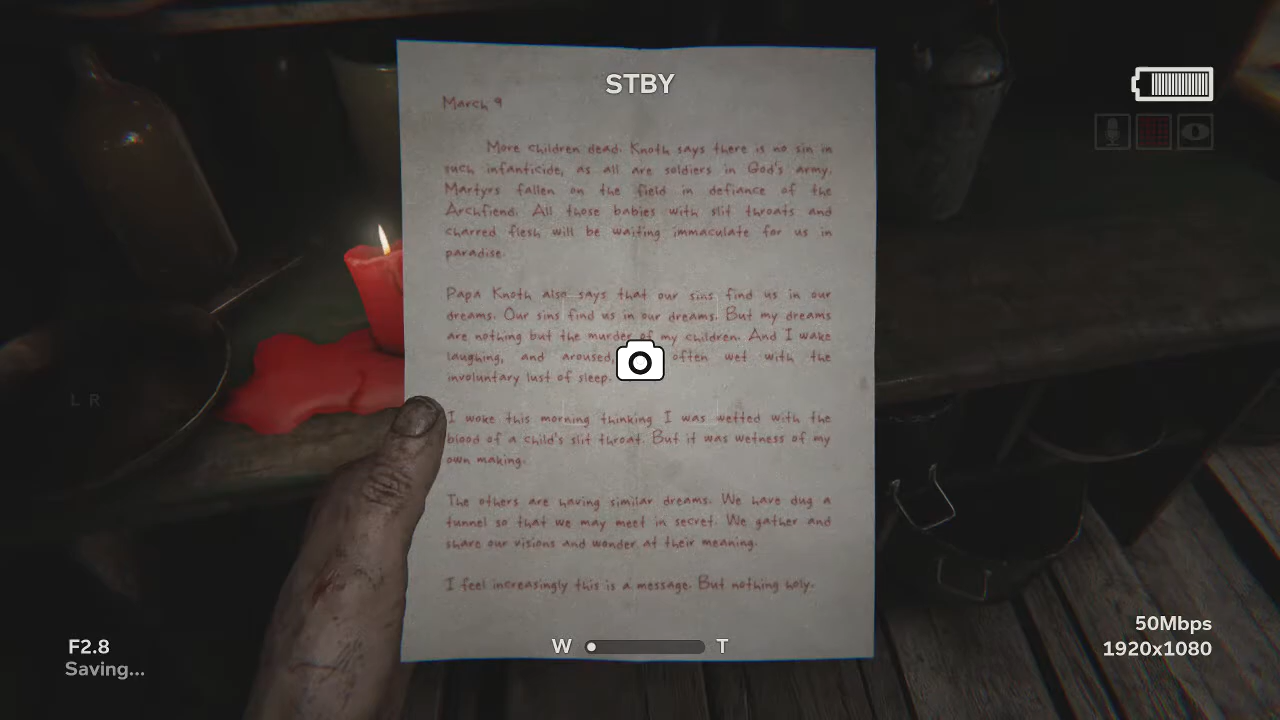 STBY
March 9
More children dead. Knoth says there is no sin in
such infanticide, as all are soldiers in God's army.
Martyrs fallen on the field in defiance of the
Archfiend. All those babies with slit throats and
charred flesh will be waiting immaculate for us in
paradise.
Papa Knoth also says that our sins find us in our
dreams. Our sins find us in our dreams. But my dreams
are nothing but the murder of my children. And I wake
laughing, and aroused, often wet with the
involuntary lust of sleep.
I woke this morning thinking I was wetted with the
blood of a child's slit throat. But it was wetness of my
own making.
The others are having similar dreams. We have dug a
tunnel so that we may meet in secret. We gather and
share our visions and wonder at their meaning.
I feel increasingly this is a message. But nothing holy.
L R
F2.8
Saving...
W T
50Mbps
1920x1080